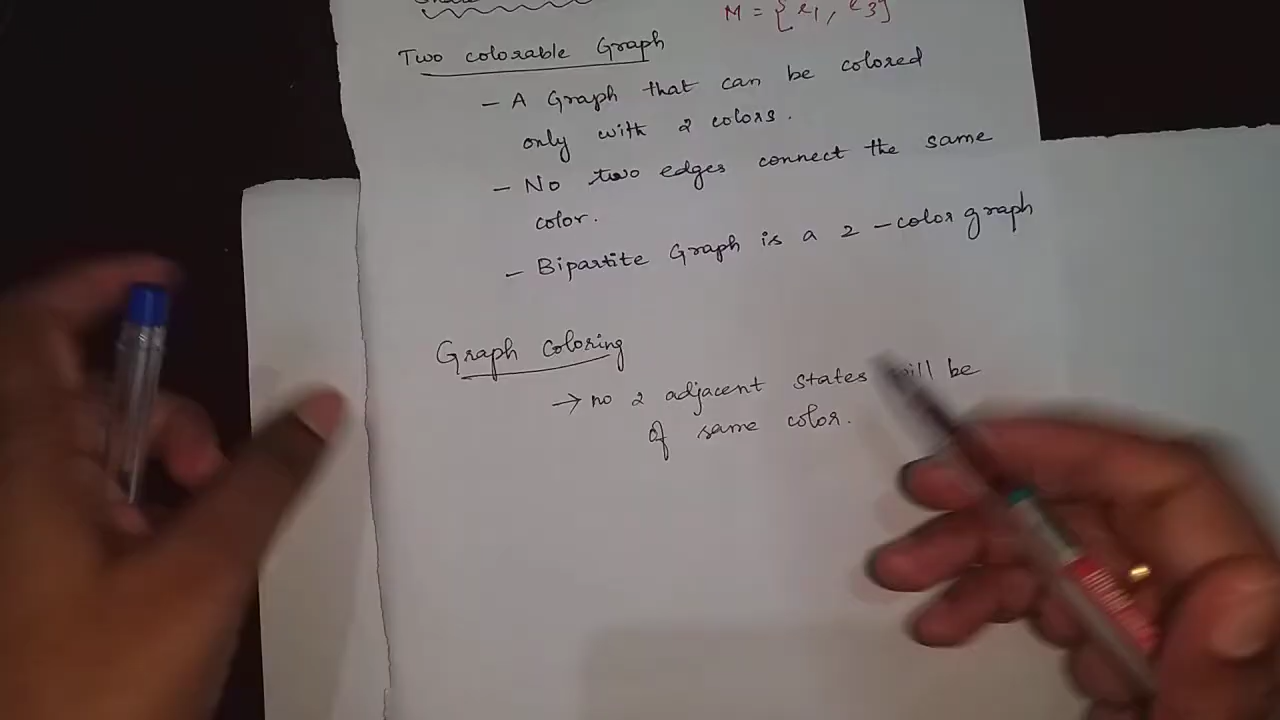 M = {e1, e3}
Two colorable Graph
- A Graph that can be colored
only with 2 colors.
- No two edges connect the same
color.
- Bipartite Graph is a 2 - color graph
Graph coloring
→ no 2 adjacent states will be
of same color.